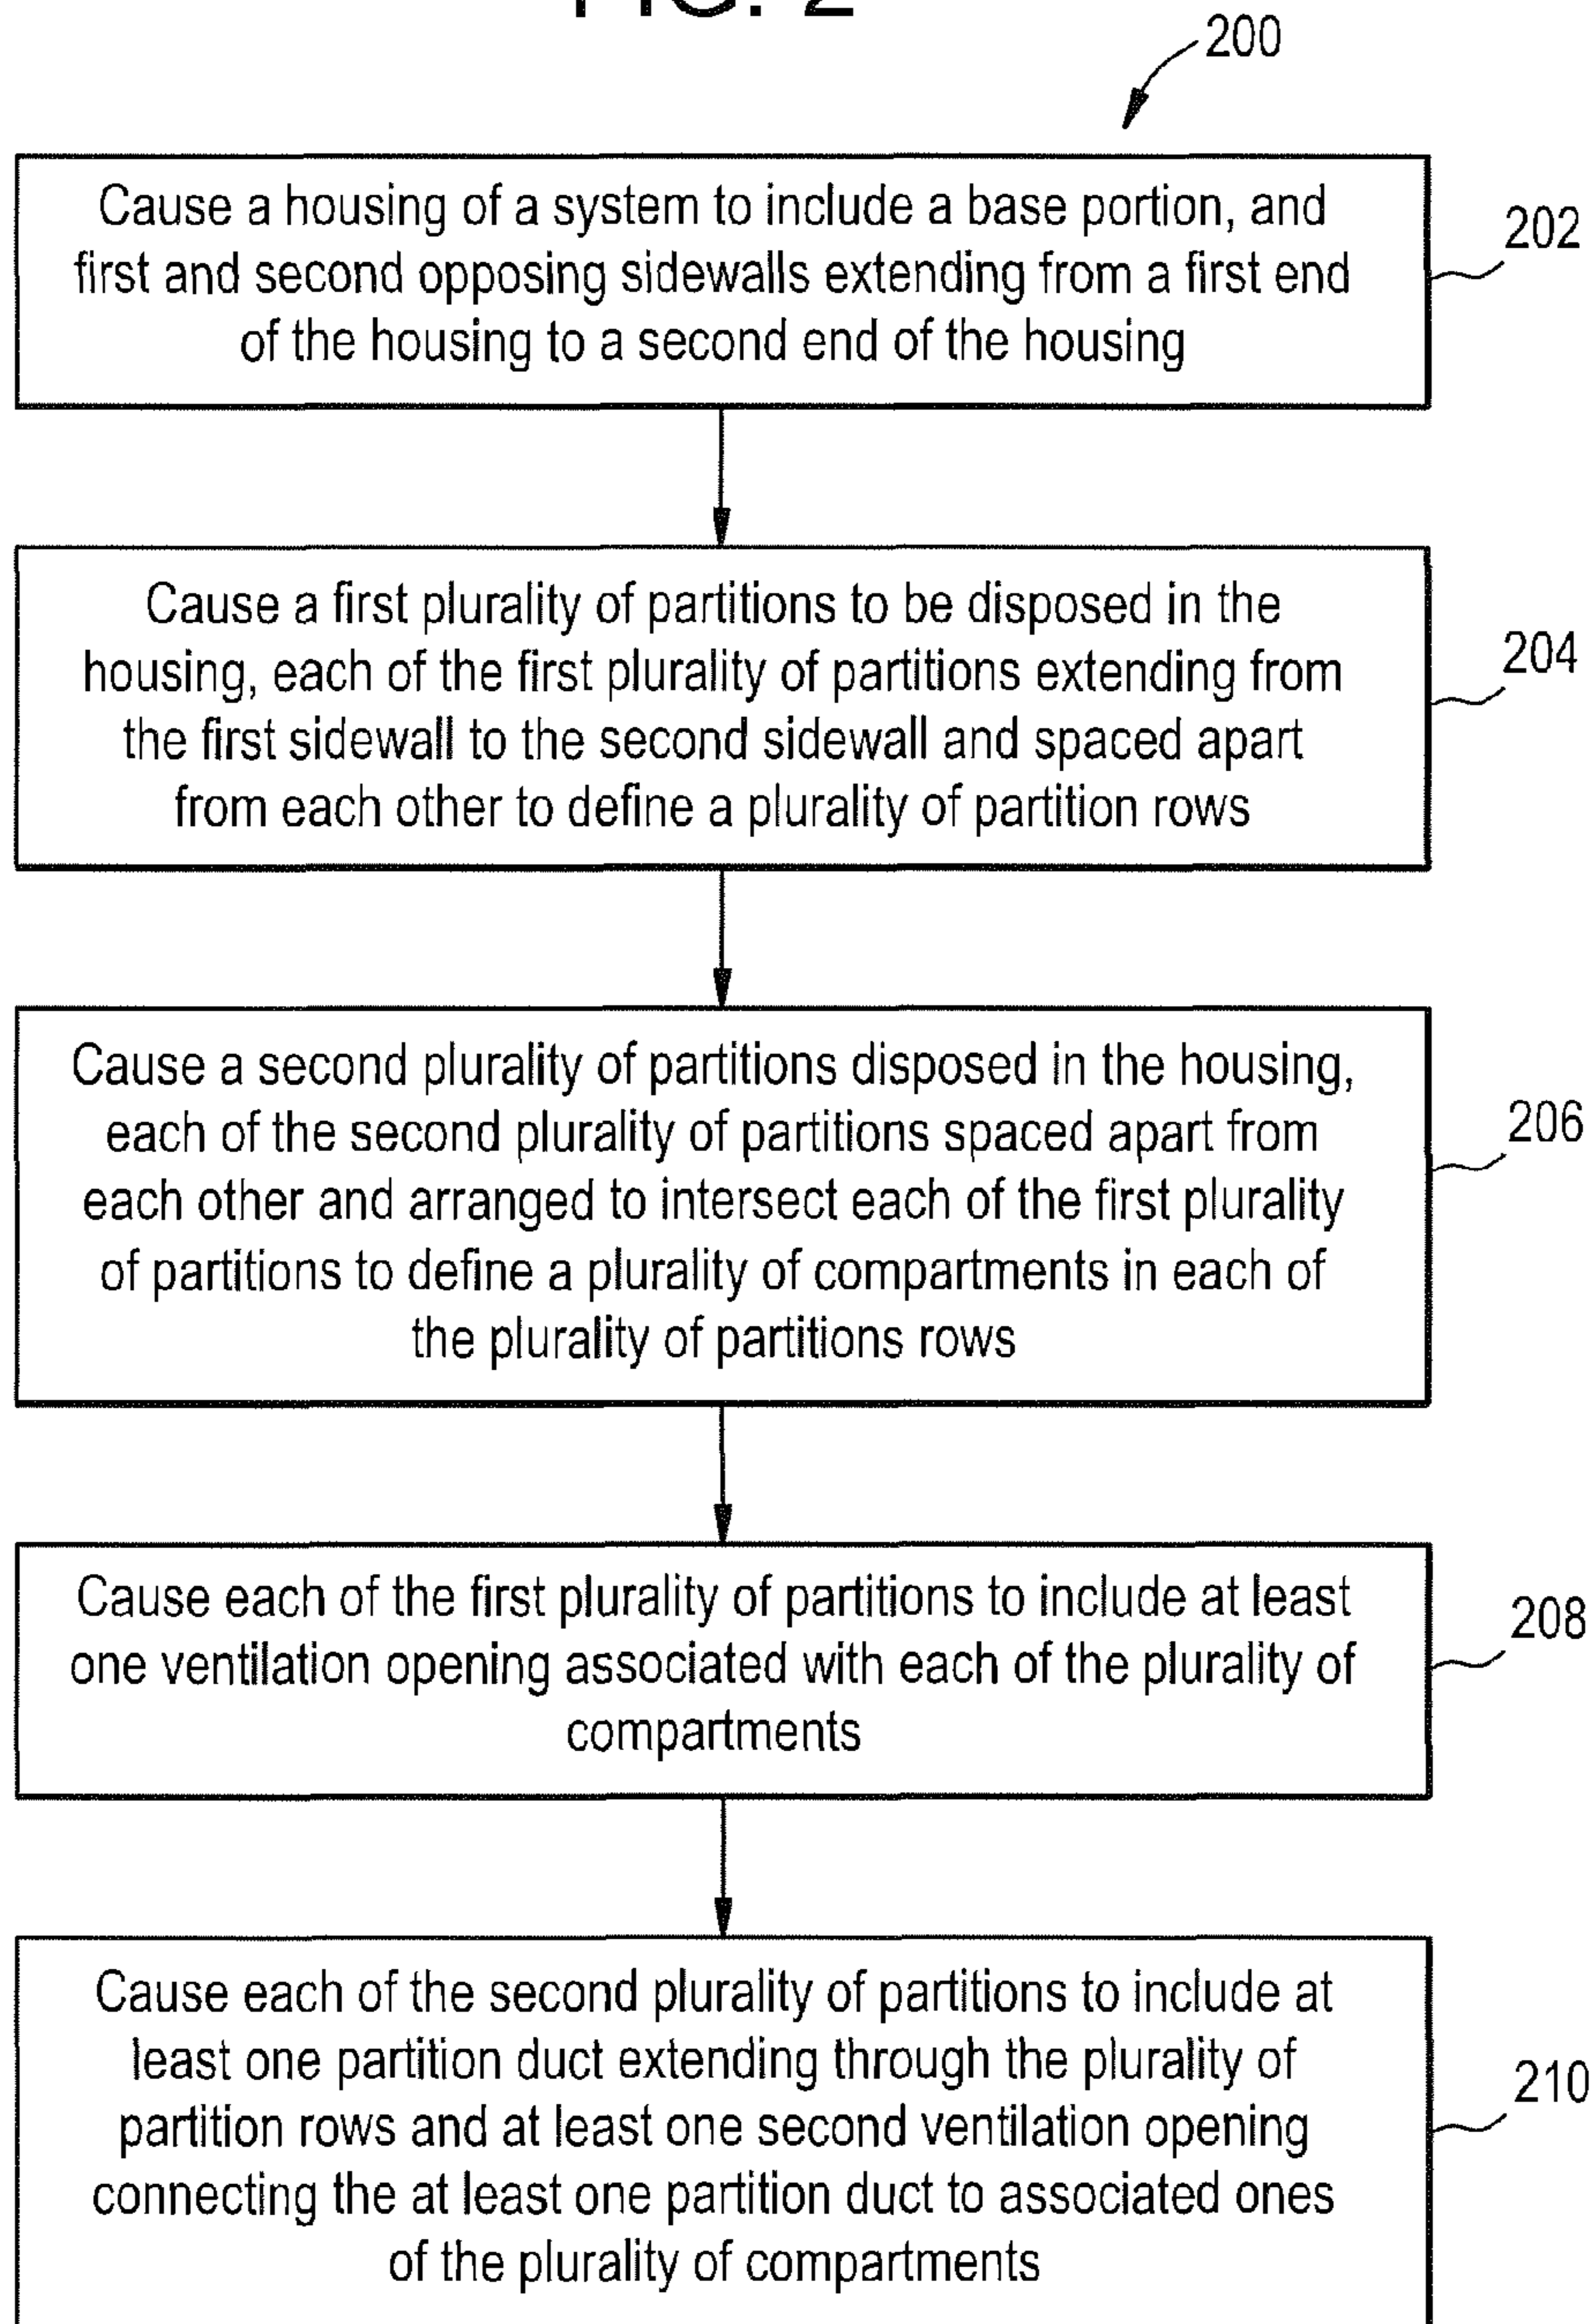 FIG. 2
200
Cause a housing of a system to include a base portion, and
first and second opposing sidewalls extending from a first end
of the housing to a second end of the housing
202
Cause a first plurality of partitions to be disposed in the
housing, each of the first plurality of partitions extending from
the first sidewall to the second sidewall and spaced apart
from each other to define a plurality of partition rows
204
Cause a second plurality of partitions disposed in the housing,
each of the second plurality of partitions spaced apart from
each other and arranged to intersect each of the first plurality
of partitions to define a plurality of compartments in each of
the plurality of partitions rows
206
Cause each of the first plurality of partitions to include at least
one ventilation opening associated with each of the plurality of
compartments
208
Cause each of the second plurality of partitions to include at
least one partition duct extending through the plurality of
partition rows and at least one second ventilation opening
connecting the at least one partition duct to associated ones
of the plurality of compartments
210